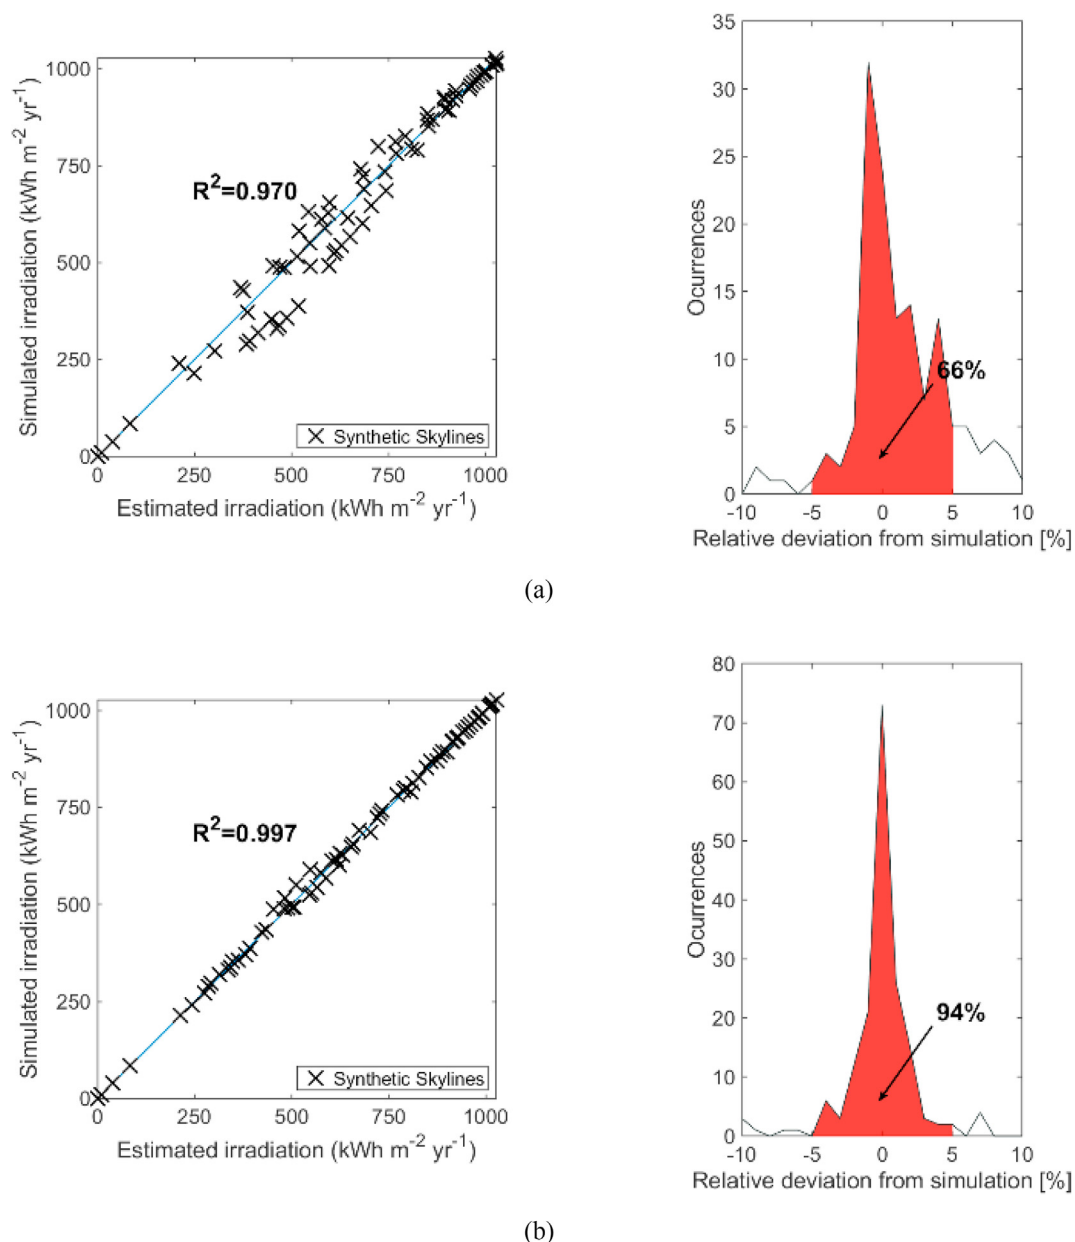 Simulated irradiation (kWh m⁻² yr⁻¹)
1000
750
500
250
0
R²=0.970
Synthetic Skylines
0 250 500 750 1000
Estimated irradiation (kWh m⁻² yr⁻¹)
Ocurrences
35
30
25
20
15
10
5
0
66%
-10 -5 0 5 10
Relative deviation from simulation [%]
(a)
Simulated irradiation (kWh m⁻² yr⁻¹)
1000
750
500
250
0
R²=0.997
Synthetic Skylines
0 250 500 750 1000
Estimated irradiation (kWh m⁻² yr⁻¹)
Ocurrences
80
70
60
50
40
30
20
10
0
94%
-10 -5 0 5 10
Relative deviation from simulation [%]
(b)